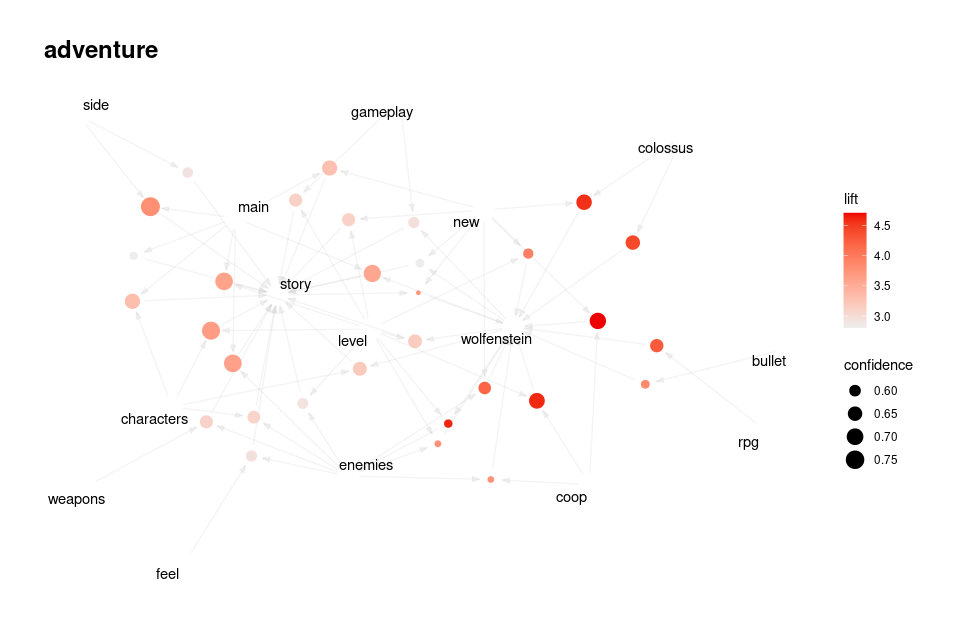 adventure
side
gameplay
colossus
main
new
story
level
wolfenstein
bullet
characters
rpg
enemies
weapons
coop
feel
lift
4.5
4.0
3.5
3.0
confidence
0.60
0.65
0.70
0.75